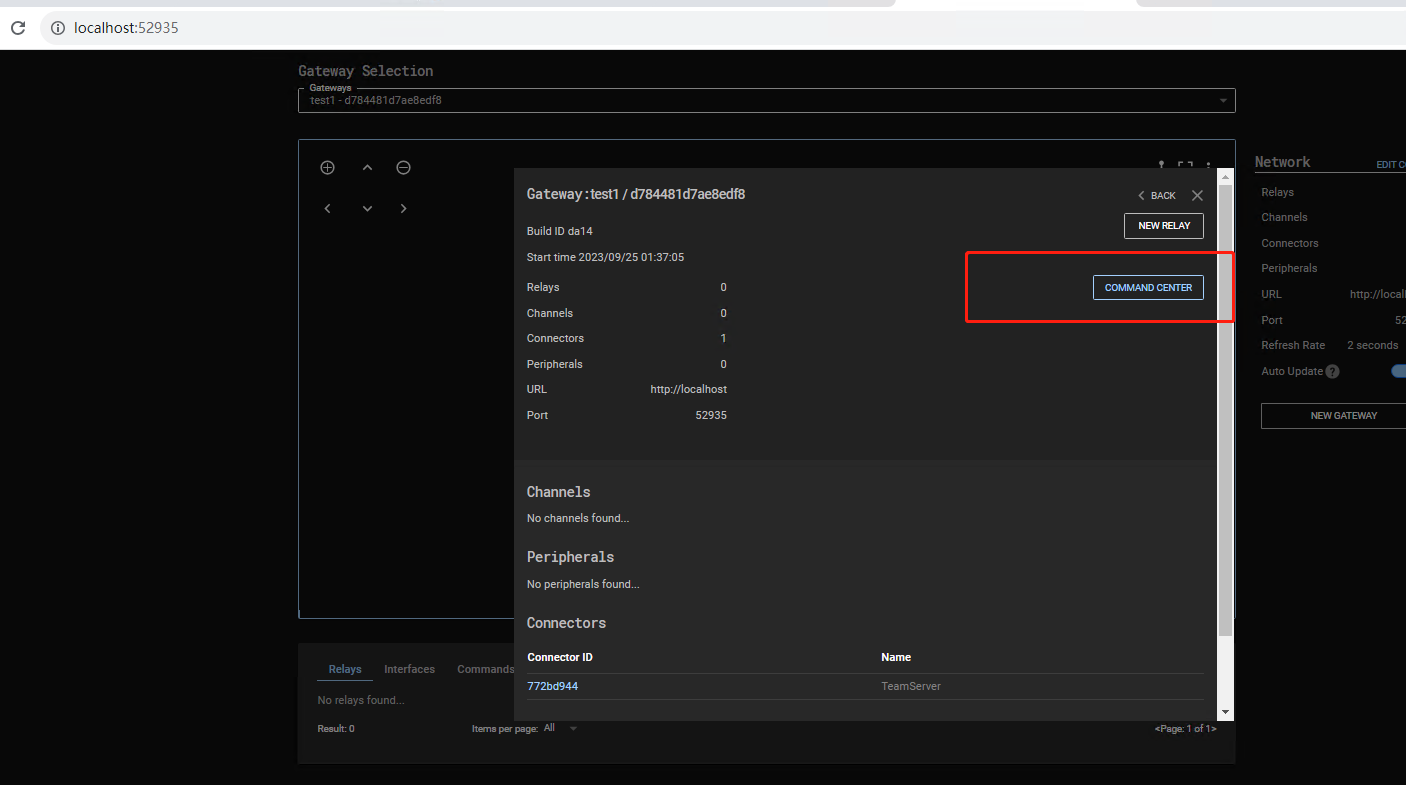 localhost:52935
Gateway Selection
Gateways
test1 - d784481d7ae8edf8
Network
EDIT CO
Relays
Channels
Connectors
Peripherals
URL http://local
Port 52
Refresh Rate 2 seconds
Auto Update ?
NEW GATEWAY
Gateway:test1 / d784481d7ae8edf8
BACK
NEW RELAY
Build ID da14
Start time 2023/09/25 01:37:05
COMMAND CENTER
Relays 0
Channels 0
Connectors 1
Peripherals 0
URL http://localhost
Port 52935
Channels
No channels found...
Peripherals
No peripherals found...
Connectors
Connector ID Name
772bd944 TeamServer
Relays Interfaces Commands
No relays found...
Result: 0 Items per page: All <Page: 1 of 1>